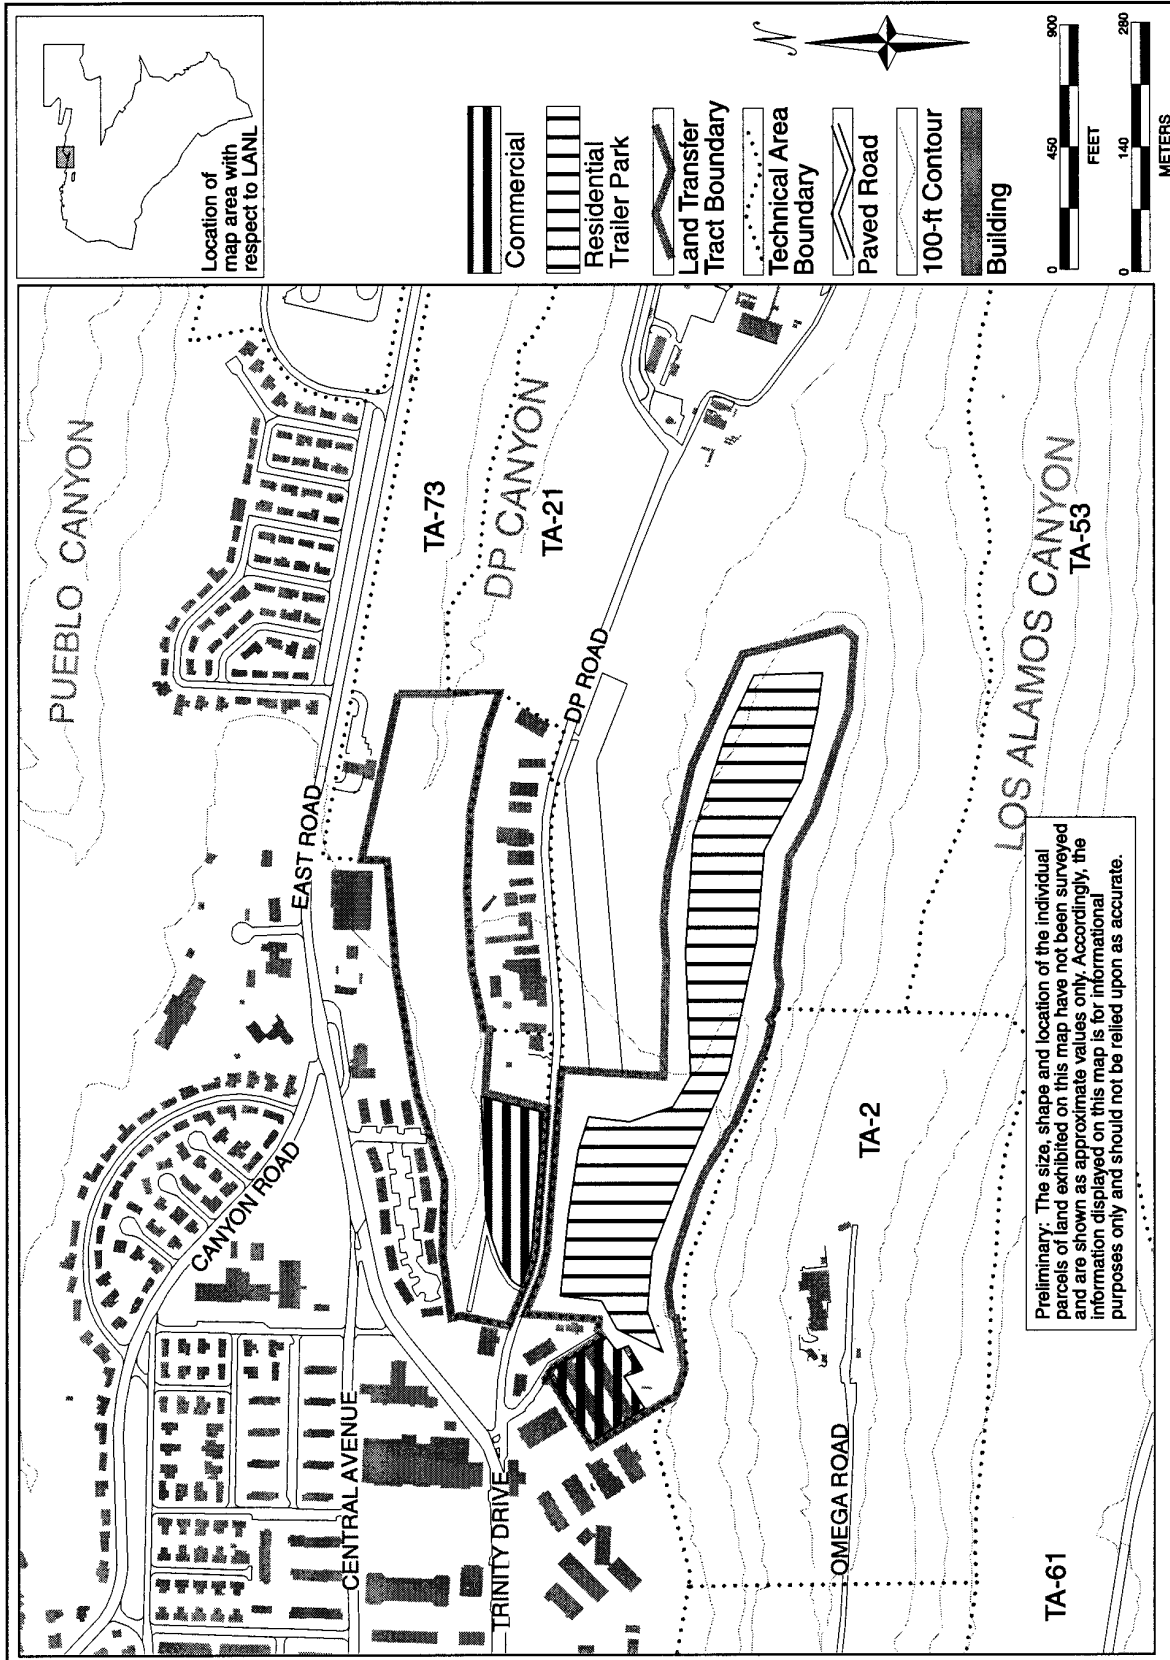 Location of
map area with
respect to LANL
Commercial
Residential
Trailer Park
Land Transfer
Tract Boundary
Technical Area
Boundary
Paved Road
100-ft Contour
Building
N
0 450 900
FEET
0 140 280
METERS
PUEBLO CANYON
EAST ROAD
CANYON ROAD
CENTRAL AVENUE
TRINITY DRIVE
TA-73
DP CANYON
TA-21
DP ROAD
LOS ALAMOS CANYON
TA-53
TA-2
OMEGA ROAD
TA-61
Preliminary: The size, shape and location of the individual
parcels of land exhibited on this map have not been surveyed
and are shown as approximate values only. Accordingly, the
information displayed on this map is for informational
purposes only and should not be relied upon as accurate.